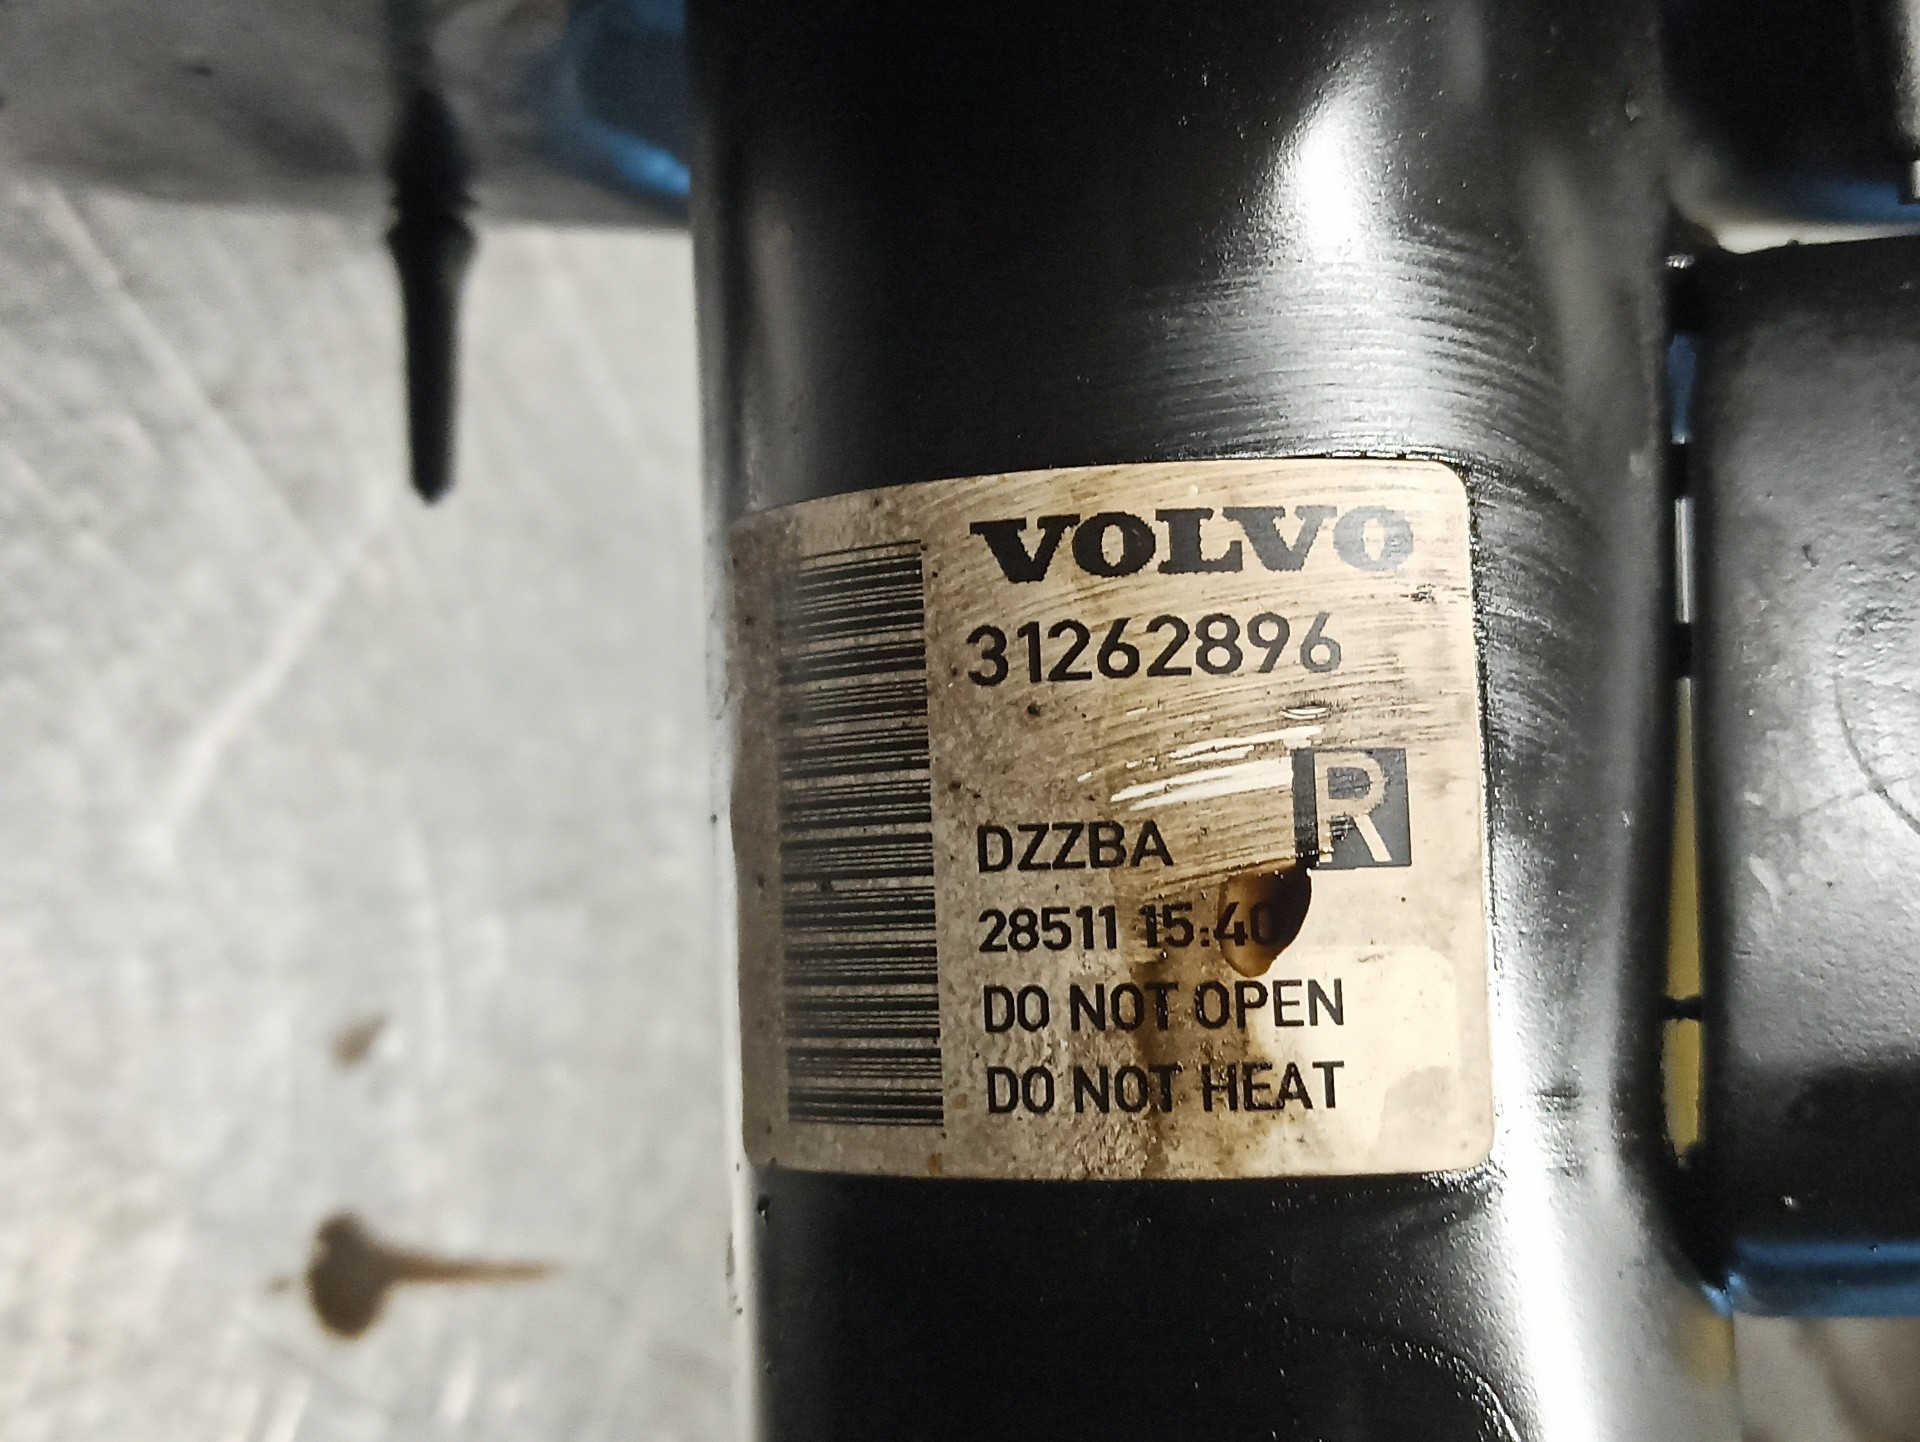 VOLVO
31262896
R
DZZBA
28511 15:40
DO NOT OPEN
DO NOT HEAT